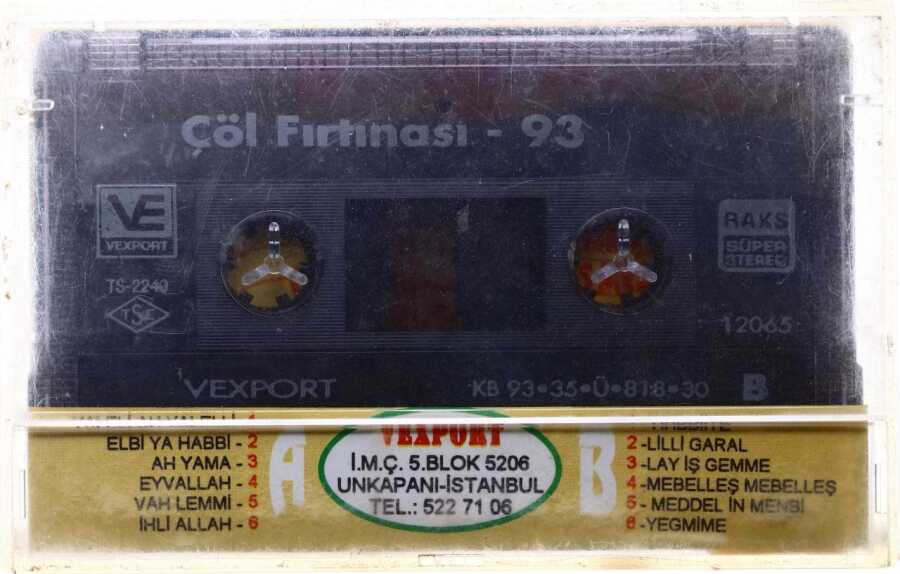 Çöl Fırtınası - 93
VE
VEXPORT
RAKS
SÜPER
STEREO
TS-2240
TSE
12065
VEXPORT
KB 93•35•Ü•818•30
B
A
1
ELBİ YA HABBİ - 2
AH YAMA - 3
EYVALLAH - 4
VAH LEMMİ - 5
İHLİ ALLAH - 6
VEXPORT
İ.M.Ç. 5.BLOK 5206
UNKAPANI-İSTANBUL
TEL.: 522 71 06
B
2 -LİLLİ GARAL
3 -LAY İŞ GEMME
4 -MEBELLEŞ MEBELLEŞ
5 - MEDDEL İN MENBİ
6 -YEGMİME